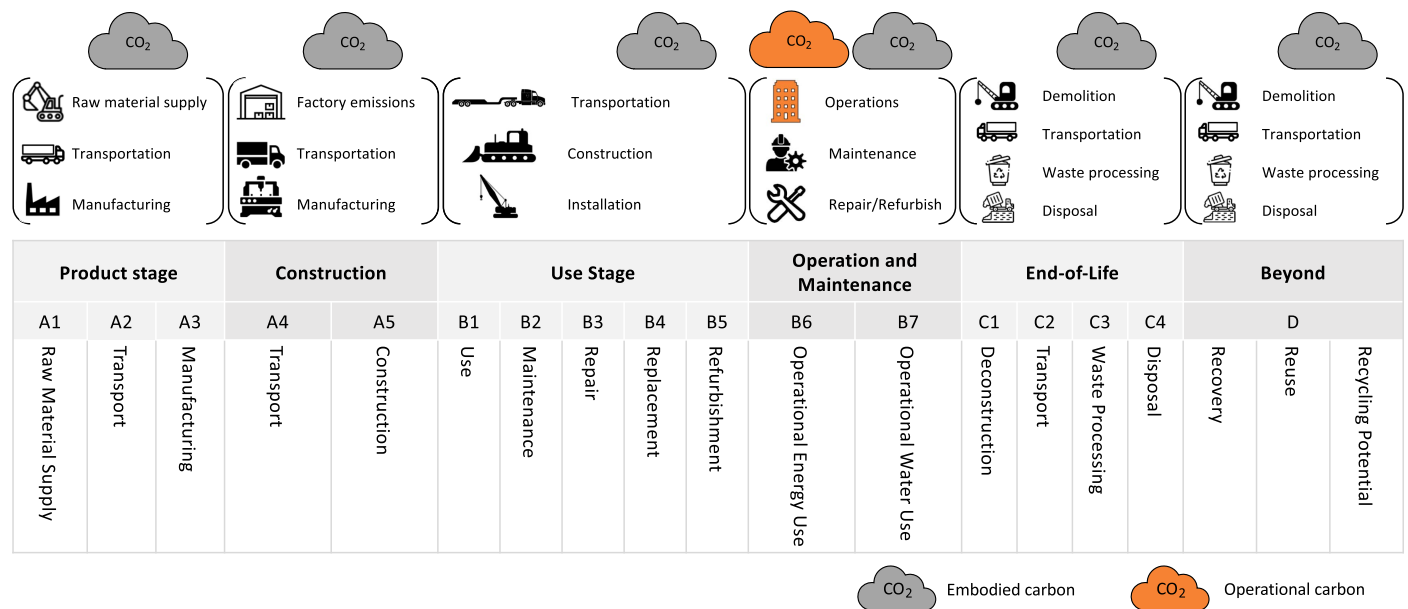 CO2
CO2
CO2
CO2
CO2
CO2
CO2
Raw material supply
Transportation
Manufacturing
Factory emissions
Transportation
Manufacturing
Transportation
Construction
Installation
Operations
Maintenance
Repair/Refurbish
Demolition
Transportation
Waste processing
Disposal
Demolition
Transportation
Waste processing
Disposal
Product stage
Construction
Use Stage
Operation and
Maintenance
End-of-Life
Beyond
A1
A2
A3
A4
A5
B1
B2
B3
B4
B5
B6
B7
C1
C2
C3
C4
D
Raw Material Supply
Transport
Manufacturing
Transport
Construction
Use
Maintenance
Repair
Replacement
Refurbishment
Operational Energy Use
Operational Water Use
Deconstruction
Transport
Waste Processing
Disposal
Recovery
Reuse
Recycling Potential
CO2
Embodied carbon
CO2
Operational carbon